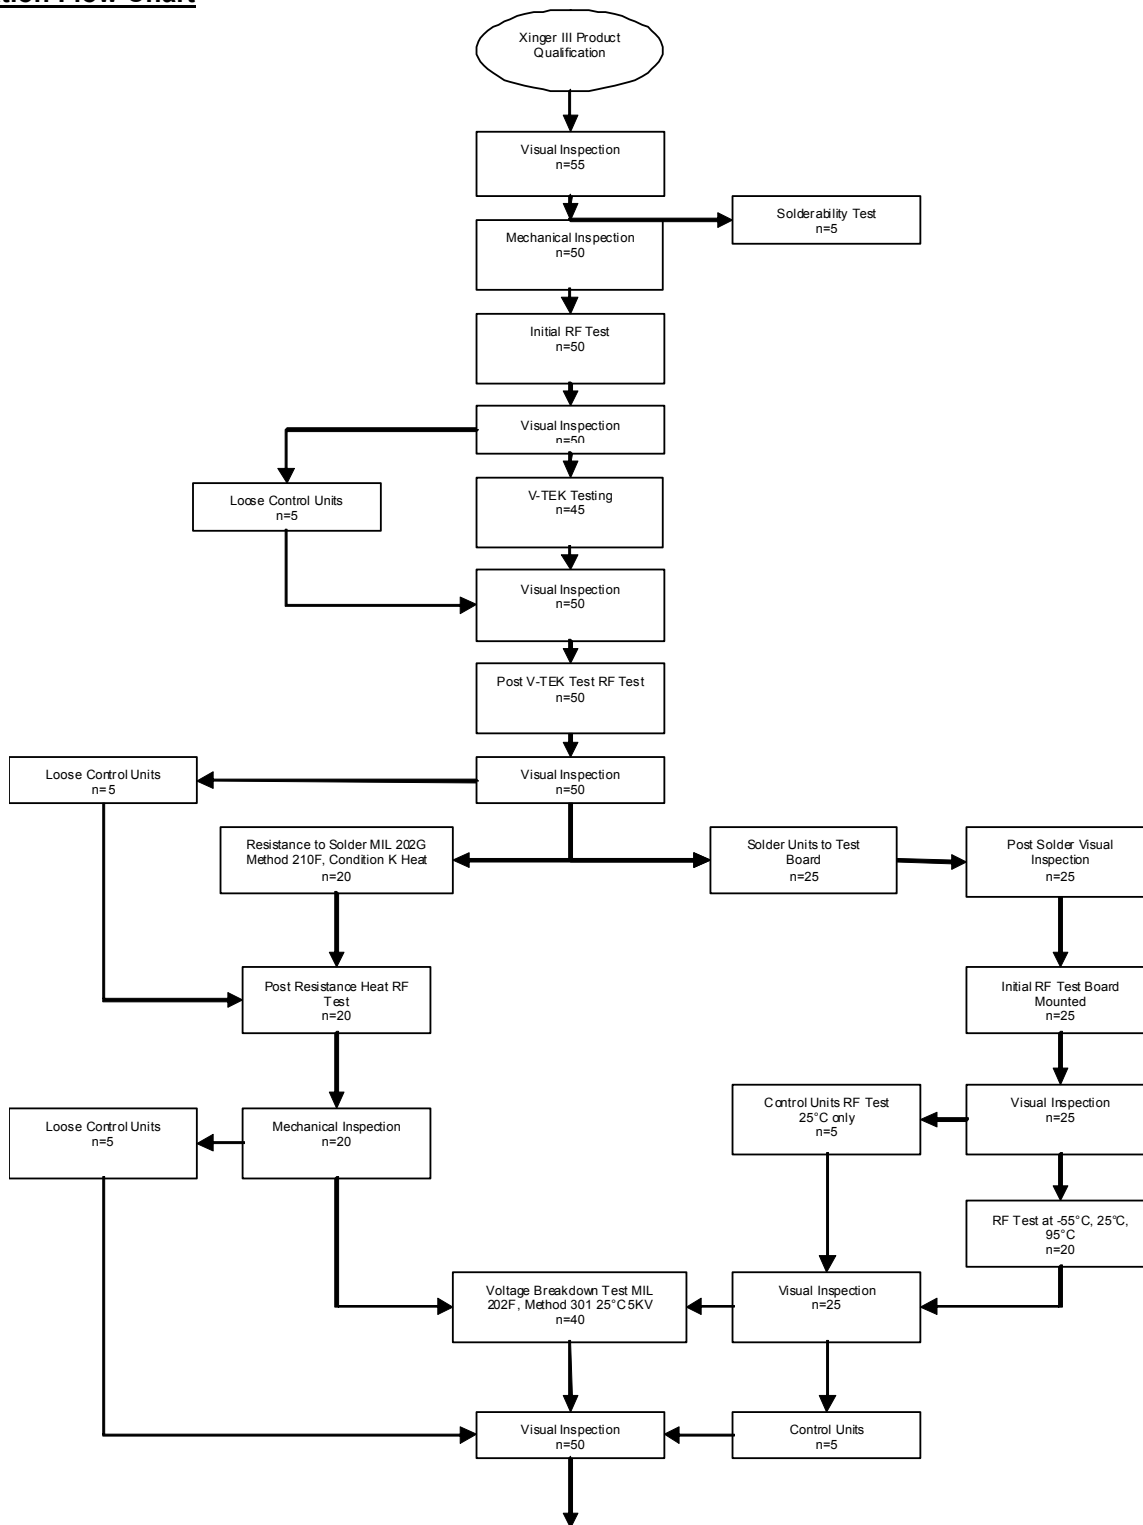 Xinger III Product
Qualification
Visual Inspection
n=55
Solderability Test
n=5
Mechanical Inspection
n=50
Initial RF Test
n=50
Visual Inspection
n=50
Loose Control Units
n=5
V-TEK Testing
n=45
Visual Inspection
n=50
Post V-TEK Test RF Test
n=50
Loose Control Units
n=5
Visual Inspection
n=50
Resistance to Solder MIL 202G
Method 210F, Condition K Heat
n=20
Solder Units to Test
Board
n=25
Post Solder Visual
Inspection
n=25
Post Resistance Heat RF
Test
n=20
Initial RF Test Board
Mounted
n=25
Loose Control Units
n=5
Mechanical Inspection
n=20
Control Units RF Test
25°C only
n=5
Visual Inspection
n=25
RF Test at -55°C, 25°C,
95°C
n=20
Voltage Breakdown Test MIL
202F, Method 301 25°C 5KV
n=40
Visual Inspection
n=25
Visual Inspection
n=50
Control Units
n=5